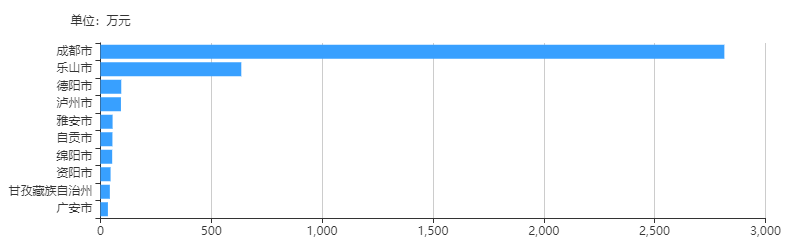 单位：万元
成都市
乐山市
德阳市
泸州市
雅安市
自贡市
绵阳市
资阳市
甘孜藏族自治州
广安市
0 500 1,000 1,500 2,000 2,500 3,000